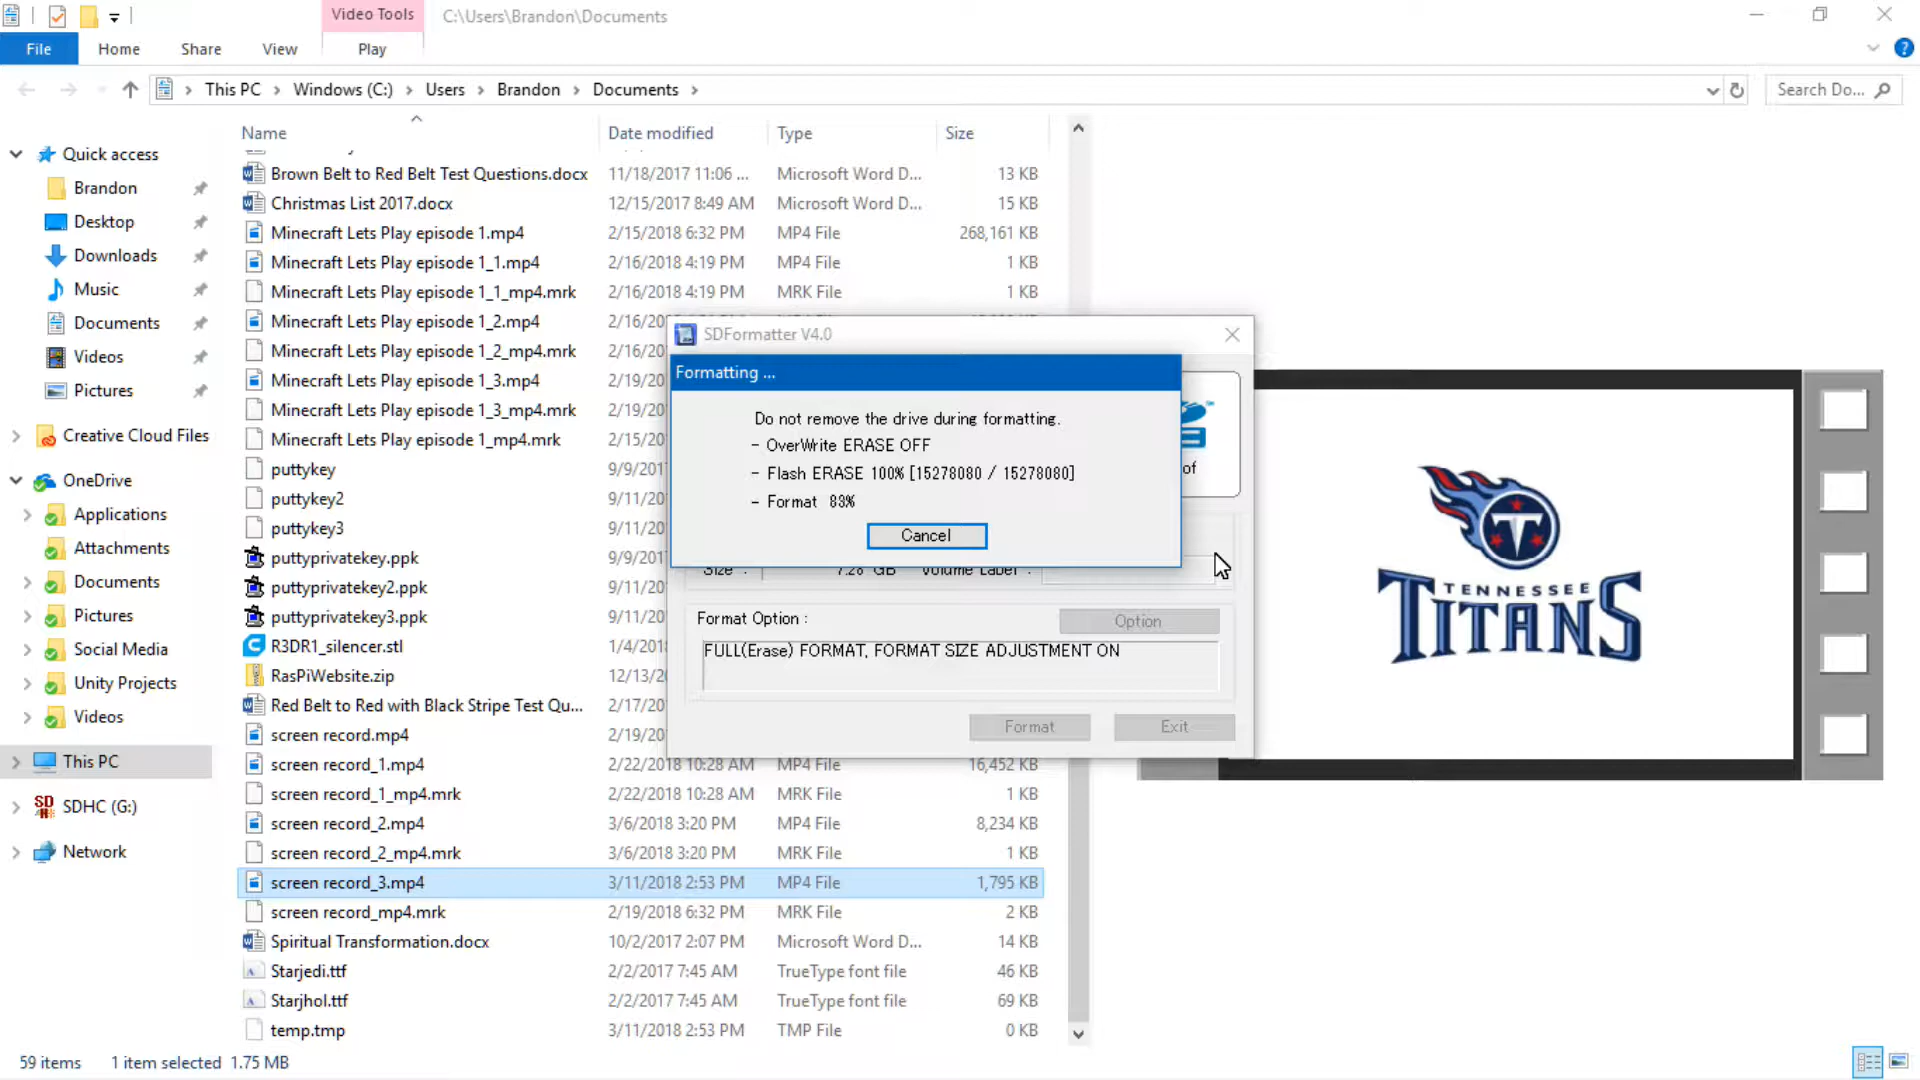 Video Tools C:\Users\Brandon\Documents
File Home Share View Play
This PC Windows (C:) Users Brandon Documents Search Do...
Name Date modified Type Size
Quick access
Brandon
Desktop
Downloads
Music
Documents
Videos
Pictures
Creative Cloud Files
OneDrive
Applications
Attachments
Documents
Pictures
Social Media
Unity Projects
Videos
This PC
SDHC (G:)
Network
Brown Belt to Red Belt Test Questions.docx 11/18/2017 11:06 ... Microsoft Word D... 13 KB
Christmas List 2017.docx 12/15/2017 8:49 AM Microsoft Word D... 15 KB
Minecraft Lets Play episode 1.mp4 2/15/2018 6:32 PM MP4 File 268,161 KB
Minecraft Lets Play episode 1_1.mp4 2/16/2018 4:19 PM MP4 File 1 KB
Minecraft Lets Play episode 1_1_mp4.mrk 2/16/2018 4:19 PM MRK File 1 KB
Minecraft Lets Play episode 1_2.mp4 2/16/
Minecraft Lets Play episode 1_2_mp4.mrk 2/16/20
Minecraft Lets Play episode 1_3.mp4 2/19/20
Minecraft Lets Play episode 1_3_mp4.mrk 2/19/20
Minecraft Lets Play episode 1_mp4.mrk 2/15/20
puttykey 9/9/201
puttykey2 9/11/20
puttykey3 9/11/20
puttyprivatekey.ppk 9/9/201
puttyprivatekey2.ppk 9/11/20
puttyprivatekey3.ppk 9/11/20
R3DR1_silencer.stl 1/4/201
RasPiWebsite.zip 12/13/2
Red Belt to Red with Black Stripe Test Qu... 2/17/20
screen record.mp4 2/19/20
screen record_1.mp4 2/22/2018 10:28 AM MP4 File 16,452 KB
screen record_1_mp4.mrk 2/22/2018 10:28 AM MRK File 1 KB
screen record_2.mp4 3/6/2018 3:20 PM MP4 File 8,234 KB
screen record_2_mp4.mrk 3/6/2018 3:20 PM MRK File 1 KB
screen record_3.mp4 3/11/2018 2:53 PM MP4 File 1,795 KB
screen record_mp4.mrk 2/19/2018 6:32 PM MRK File 2 KB
Spiritual Transformation.docx 10/2/2017 2:07 PM Microsoft Word D... 14 KB
Starjedi.ttf 2/2/2017 7:45 AM TrueType font file 46 KB
Starjhol.ttf 2/2/2017 7:45 AM TrueType font file 69 KB
temp.tmp 3/11/2018 2:53 PM TMP File 0 KB
SDFormatter V4.0
Formatting ...
Do not remove the drive during formatting.
- OverWrite ERASE OFF
- Flash ERASE 100% [15278080 / 15278080]
- Format 83%
Cancel
of
Size : 7.28 GB Volume Label :
Format Option : Option
FULL(Erase) FORMAT, FORMAT SIZE ADJUSTMENT ON
Format Exit
TENNESSEE
TITANS
59 items 1 item selected 1.75 MB